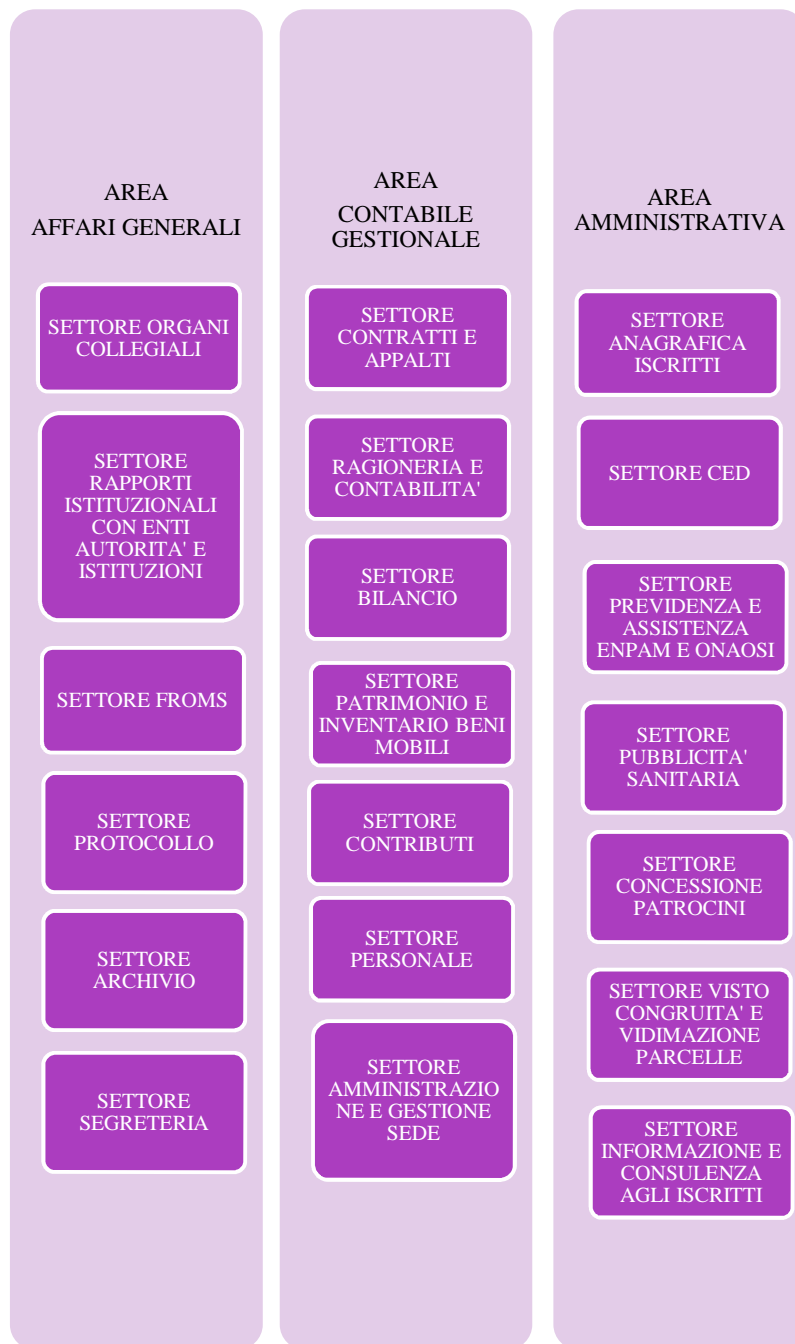 AREA
AFFARI GENERALI
SETTORE ORGANI
COLLEGIALI
SETTORE
RAPPORTI
ISTITUZIONALI
CON ENTI
AUTORITA' E
ISTITUZIONI
SETTORE FROMS
SETTORE
PROTOCOLLO
SETTORE
ARCHIVIO
SETTORE
SEGRETERIA
AREA
CONTABILE
GESTIONALE
SETTORE
CONTRATTI E
APPALTI
SETTORE
RAGIONERIA E
CONTABILITA'
SETTORE
BILANCIO
SETTORE
PATRIMONIO E
INVENTARIO BENI
MOBILI
SETTORE
CONTRIBUTI
SETTORE
PERSONALE
SETTORE
AMMINISTRAZIO
NE E GESTIONE
SEDE
AREA
AMMINISTRATIVA
SETTORE
ANAGRAFICA
ISCRITTI
SETTORE CED
SETTORE
PREVIDENZA E
ASSISTENZA
ENPAM E ONAOSI
SETTORE
PUBBLICITA'
SANITARIA
SETTORE
CONCESSIONE
PATROCINI
SETTORE VISTO
CONGRUITA' E
VIDIMAZIONE
PARCELLE
SETTORE
INFORMAZIONE E
CONSULENZA
AGLI ISCRITTI